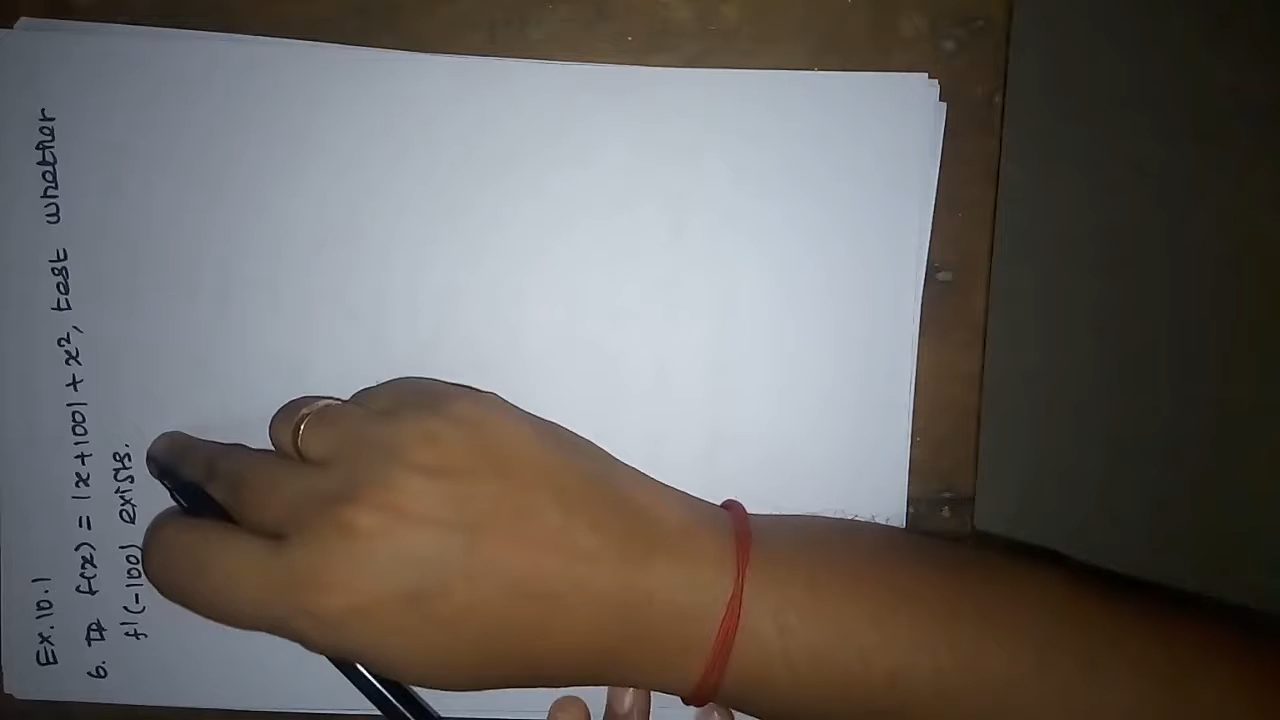 Ex. 10.1
6. If f(x) = |x+100| + x², test whether
f'(-100) exists.